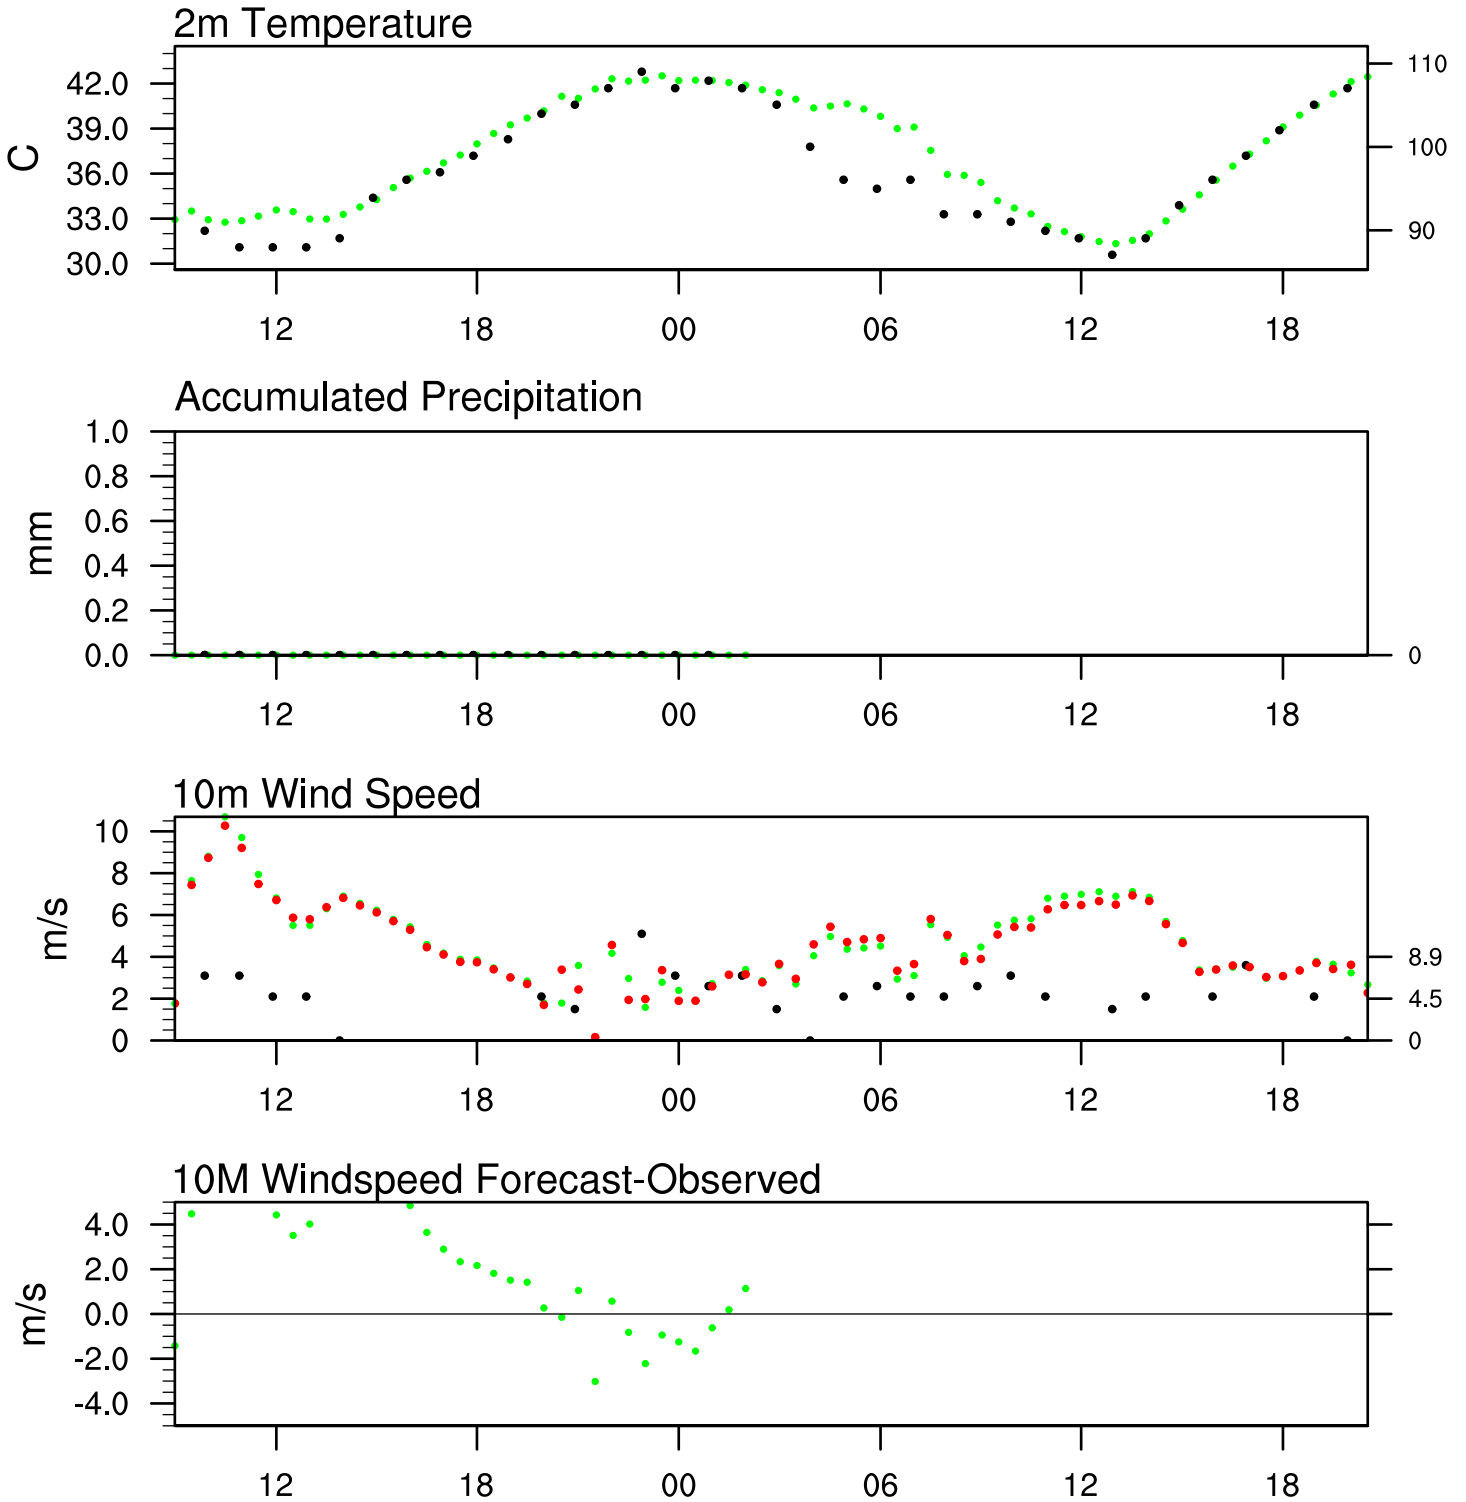 2m Temperature
42.0
39.0
36.0
33.0
30.0
C
110
100
90
12 18 00 06 12 18
Accumulated Precipitation
1.0
0.8
0.6
0.4
0.2
0.0
mm
0
12 18 00 06 12 18
10m Wind Speed
10
8
6
4
2
0
m/s
8.9
4.5
0
12 18 00 06 12 18
10M Windspeed Forecast-Observed
4.0
2.0
0.0
-2.0
-4.0
m/s
12 18 00 06 12 18